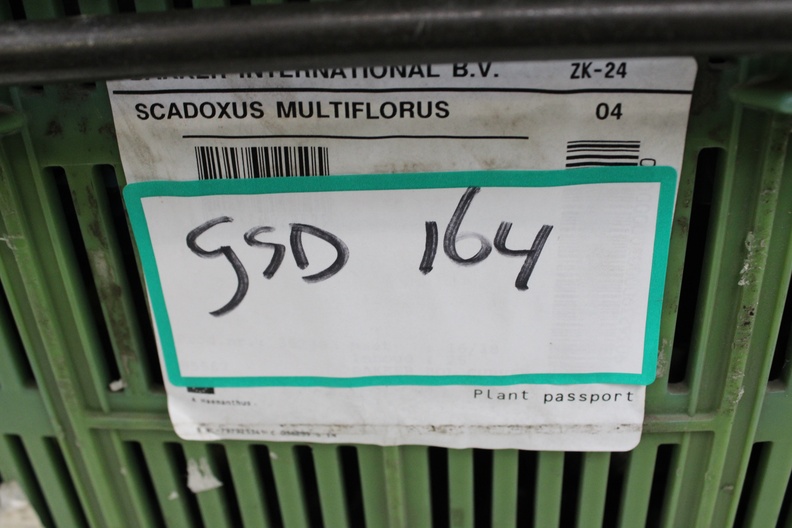 INTERNATIONAL B.V. ZK-24
SCADOXUS MULTIFLORUS 04
GSD 164
Plant passport